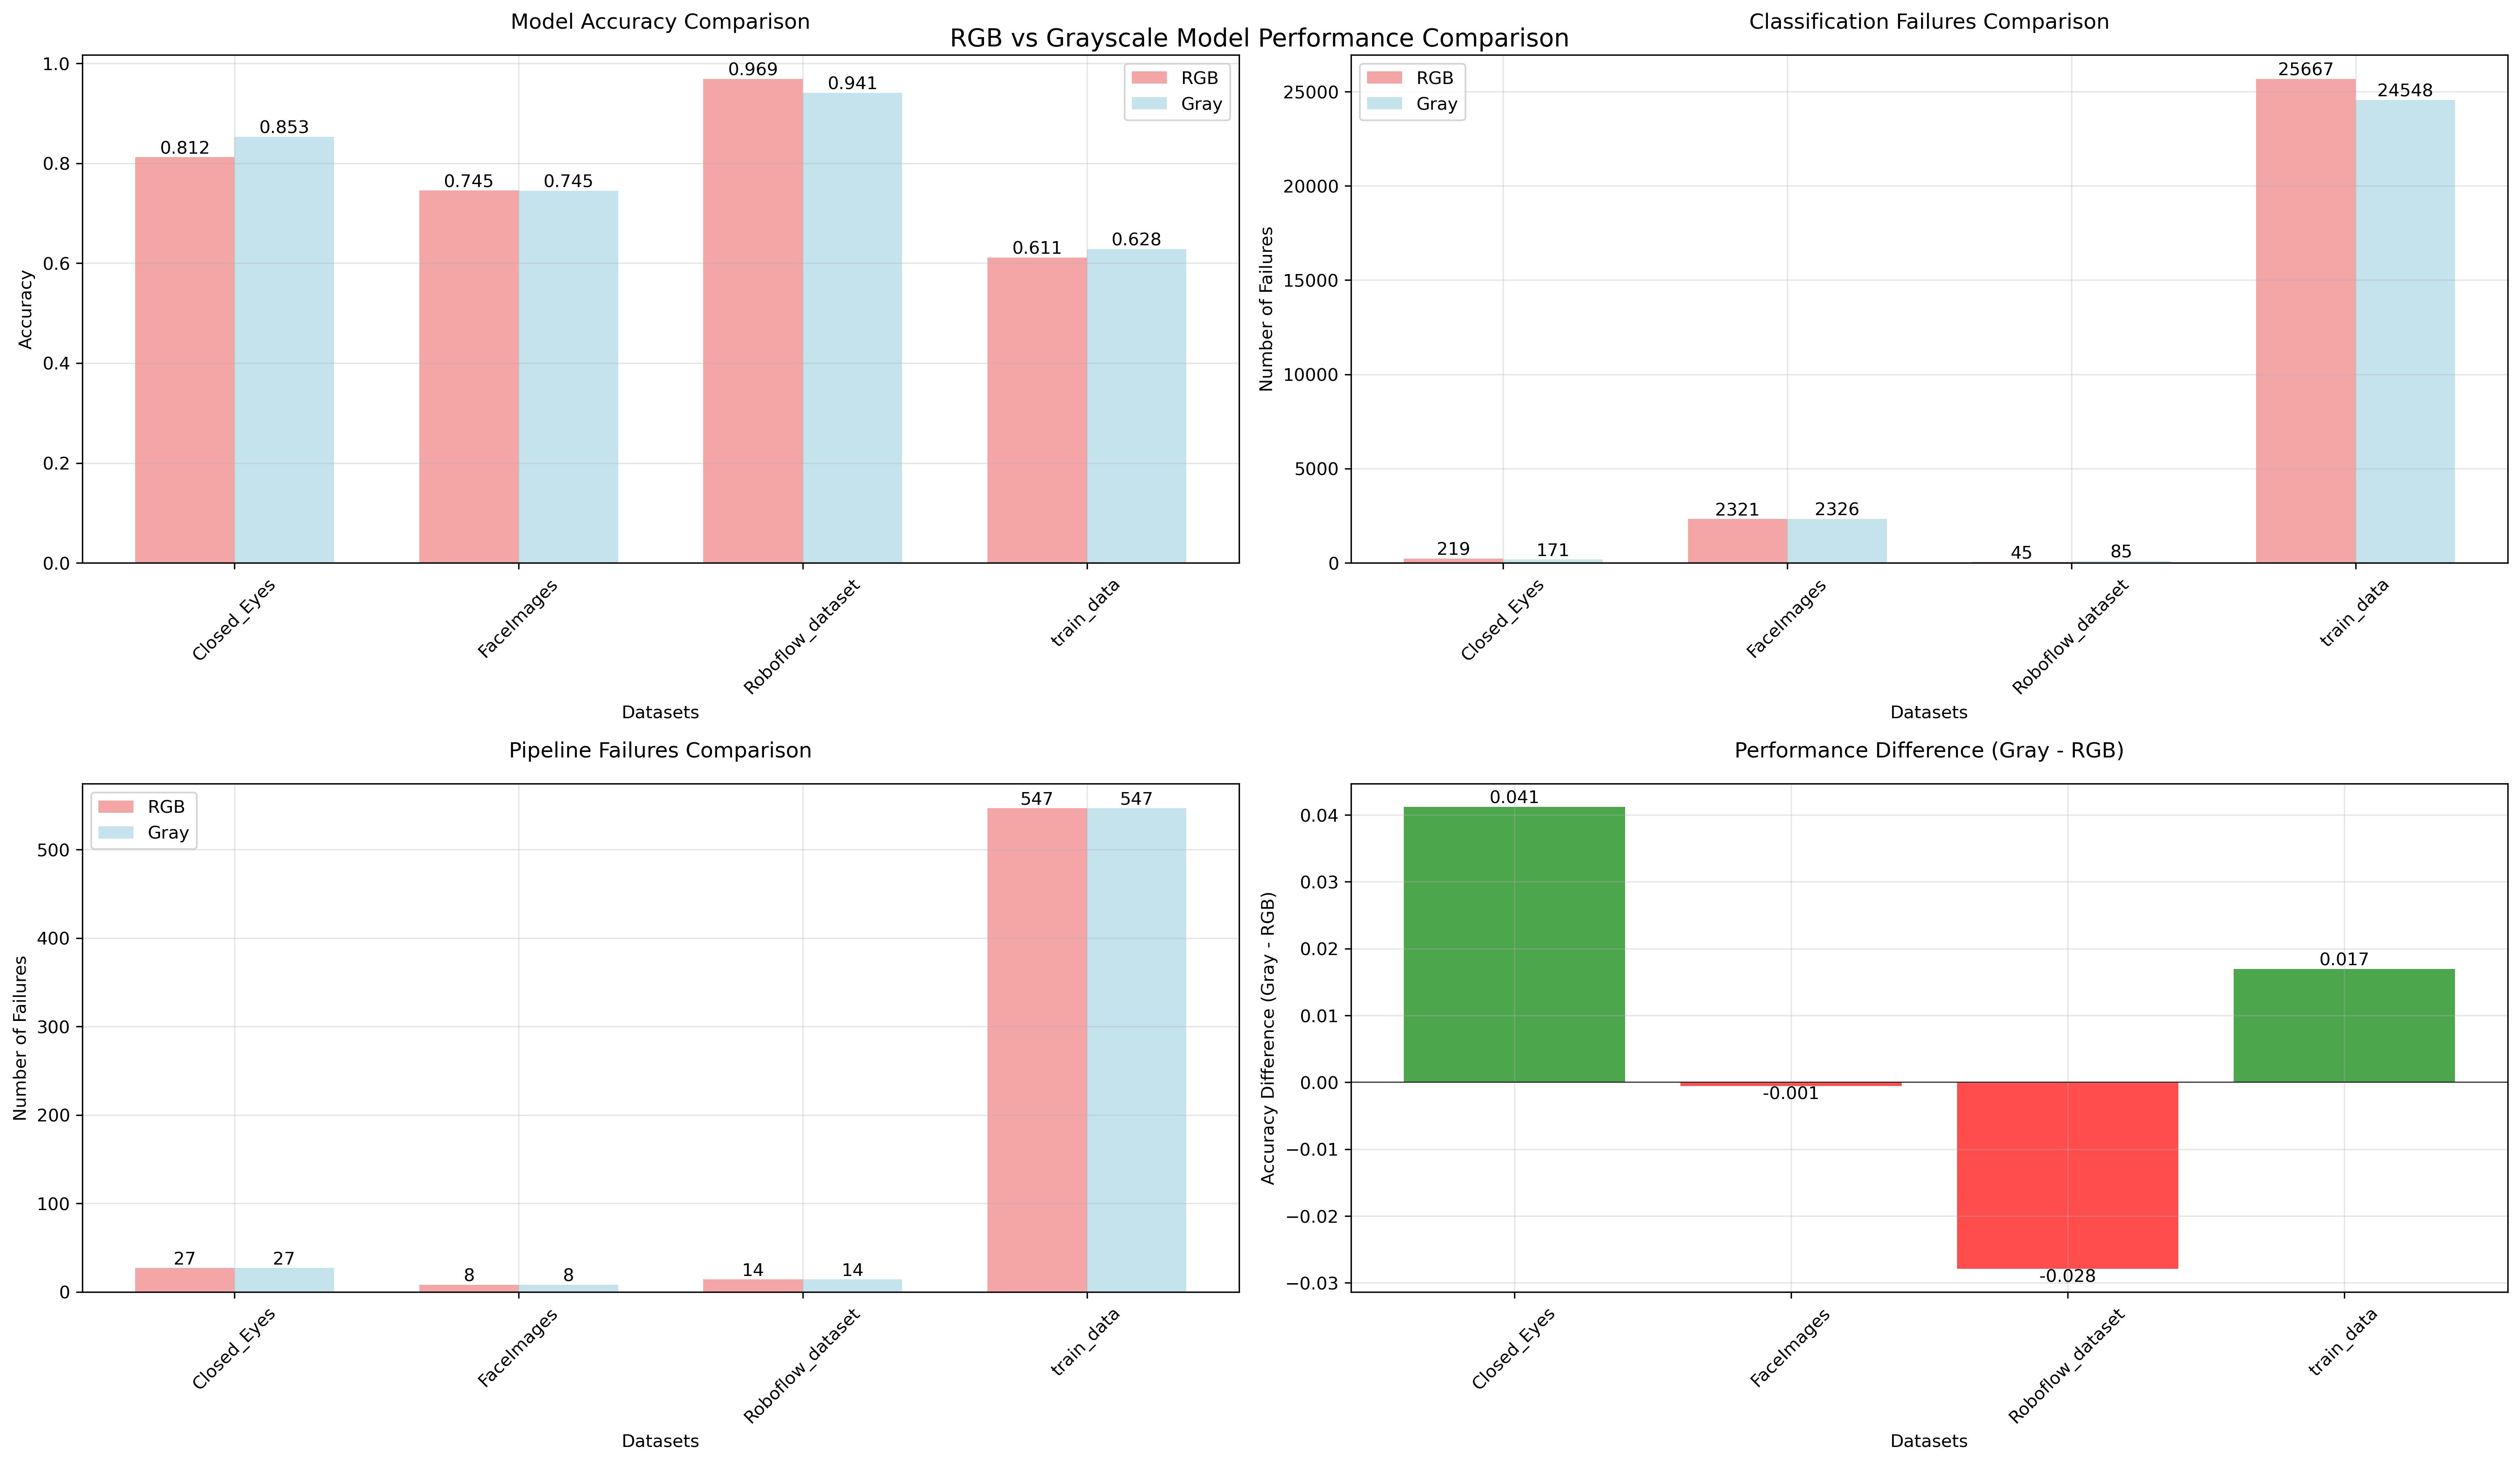 RGB vs Grayscale Model Performance Comparison
Model Accuracy Comparison
Accuracy
1.0
0.8
0.6
0.4
0.2
0.0
RGB
Gray
0.812
0.853
0.745
0.745
0.969
0.941
0.611
0.628
Closed_Eyes
FaceImages
Roboflow_dataset
train_data
Datasets
Classification Failures Comparison
Number of Failures
25000
20000
15000
10000
5000
0
RGB
Gray
219
171
2321
2326
45
85
25667
24548
Closed_Eyes
FaceImages
Roboflow_dataset
train_data
Datasets
Pipeline Failures Comparison
Number of Failures
500
400
300
200
100
0
RGB
Gray
27
27
8
8
14
14
547
547
Closed_Eyes
FaceImages
Roboflow_dataset
train_data
Datasets
Performance Difference (Gray - RGB)
Accuracy Difference (Gray - RGB)
0.04
0.03
0.02
0.01
0.00
−0.01
−0.02
−0.03
0.041
-0.001
-0.028
0.017
Closed_Eyes
FaceImages
Roboflow_dataset
train_data
Datasets